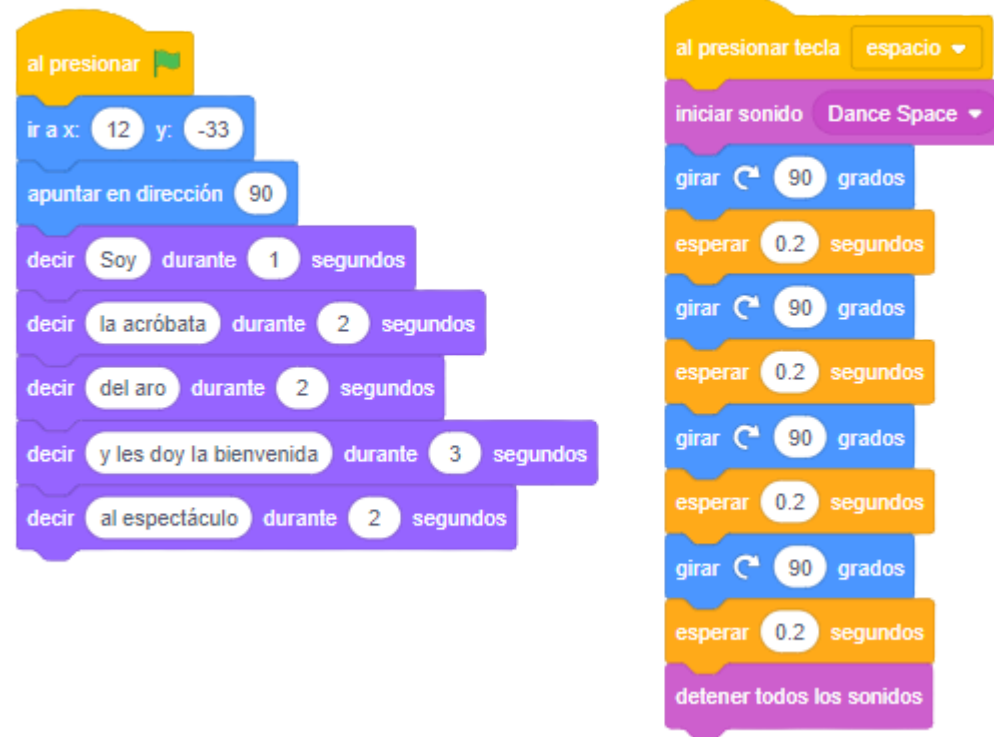 al presionar
ir a x: 12 y: -33
apuntar en dirección 90
decir Soy durante 1 segundos
decir la acróbata durante 2 segundos
decir del aro durante 2 segundos
decir y les doy la bienvenida durante 3 segundos
decir al espectáculo durante 2 segundos
al presionar tecla espacio
iniciar sonido Dance Space
girar 90 grados
esperar 0.2 segundos
girar 90 grados
esperar 0.2 segundos
girar 90 grados
esperar 0.2 segundos
girar 90 grados
esperar 0.2 segundos
detener todos los sonidos